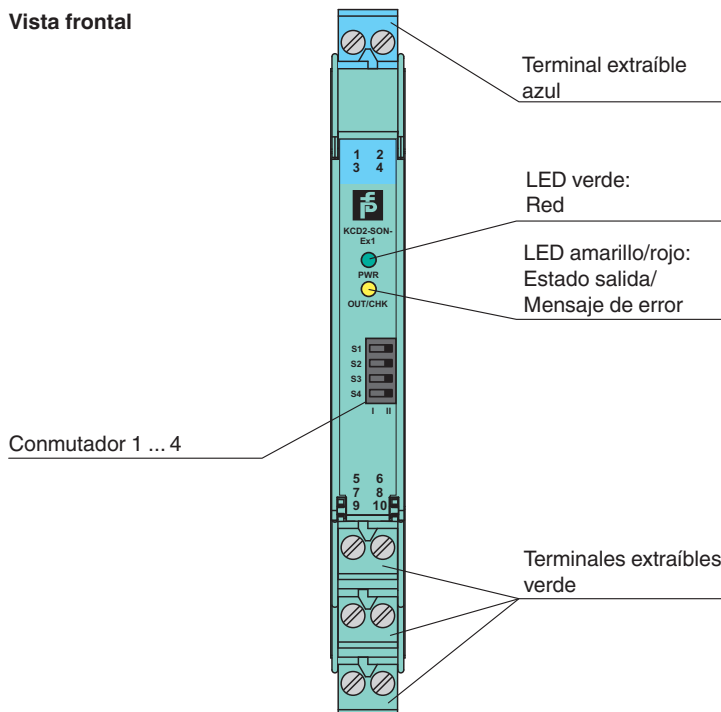 Vista frontal
Terminal extraíble
azul
1 2
3 4
LED verde:
Red
KCD2-SON-
Ex1
PWR
OUT/CHK
LED amarillo/rojo:
Estado salida/
Mensaje de error
S1
S2
S3
S4
I II
Conmutador 1 ... 4
5 6
7 8
9 10
Terminales extraíbles
verde